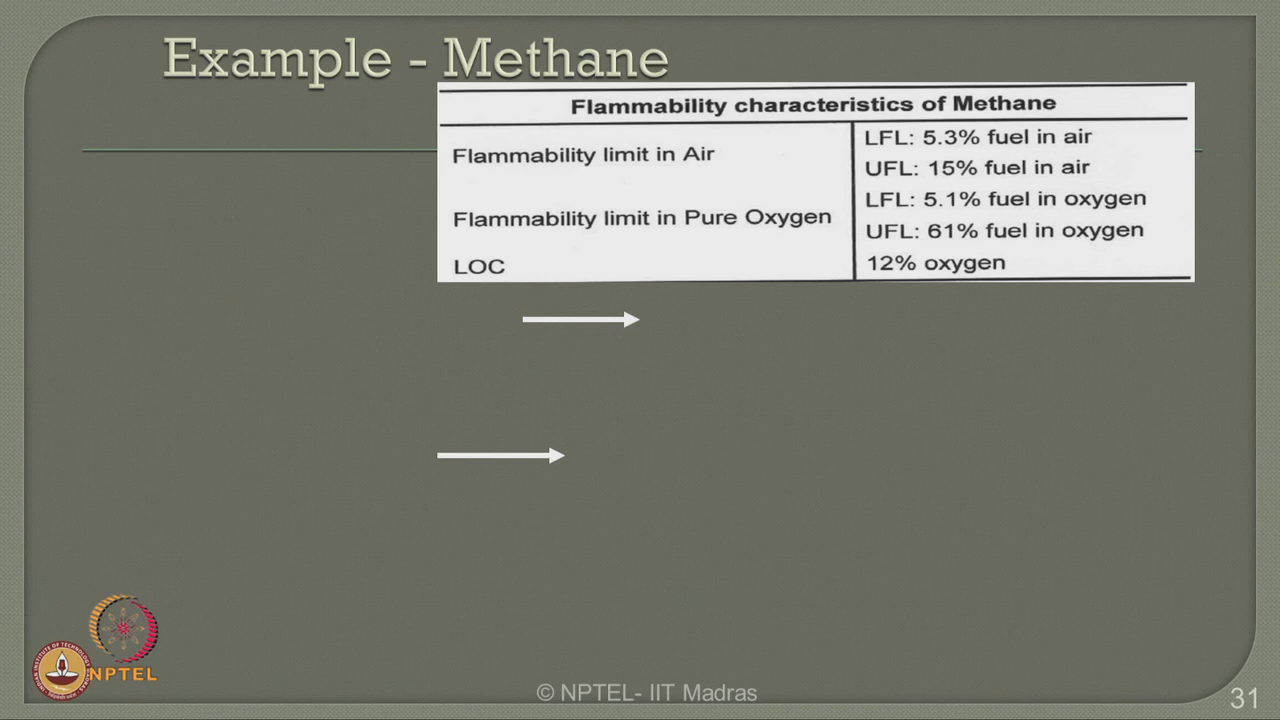 Example - Methane
Flammability characteristics of Methane
Flammability limit in Air
LFL: 5.3% fuel in air
UFL: 15% fuel in air
Flammability limit in Pure Oxygen
LFL: 5.1% fuel in oxygen
UFL: 61% fuel in oxygen
LOC
12% oxygen
NPTEL
© NPTEL- IIT Madras
31